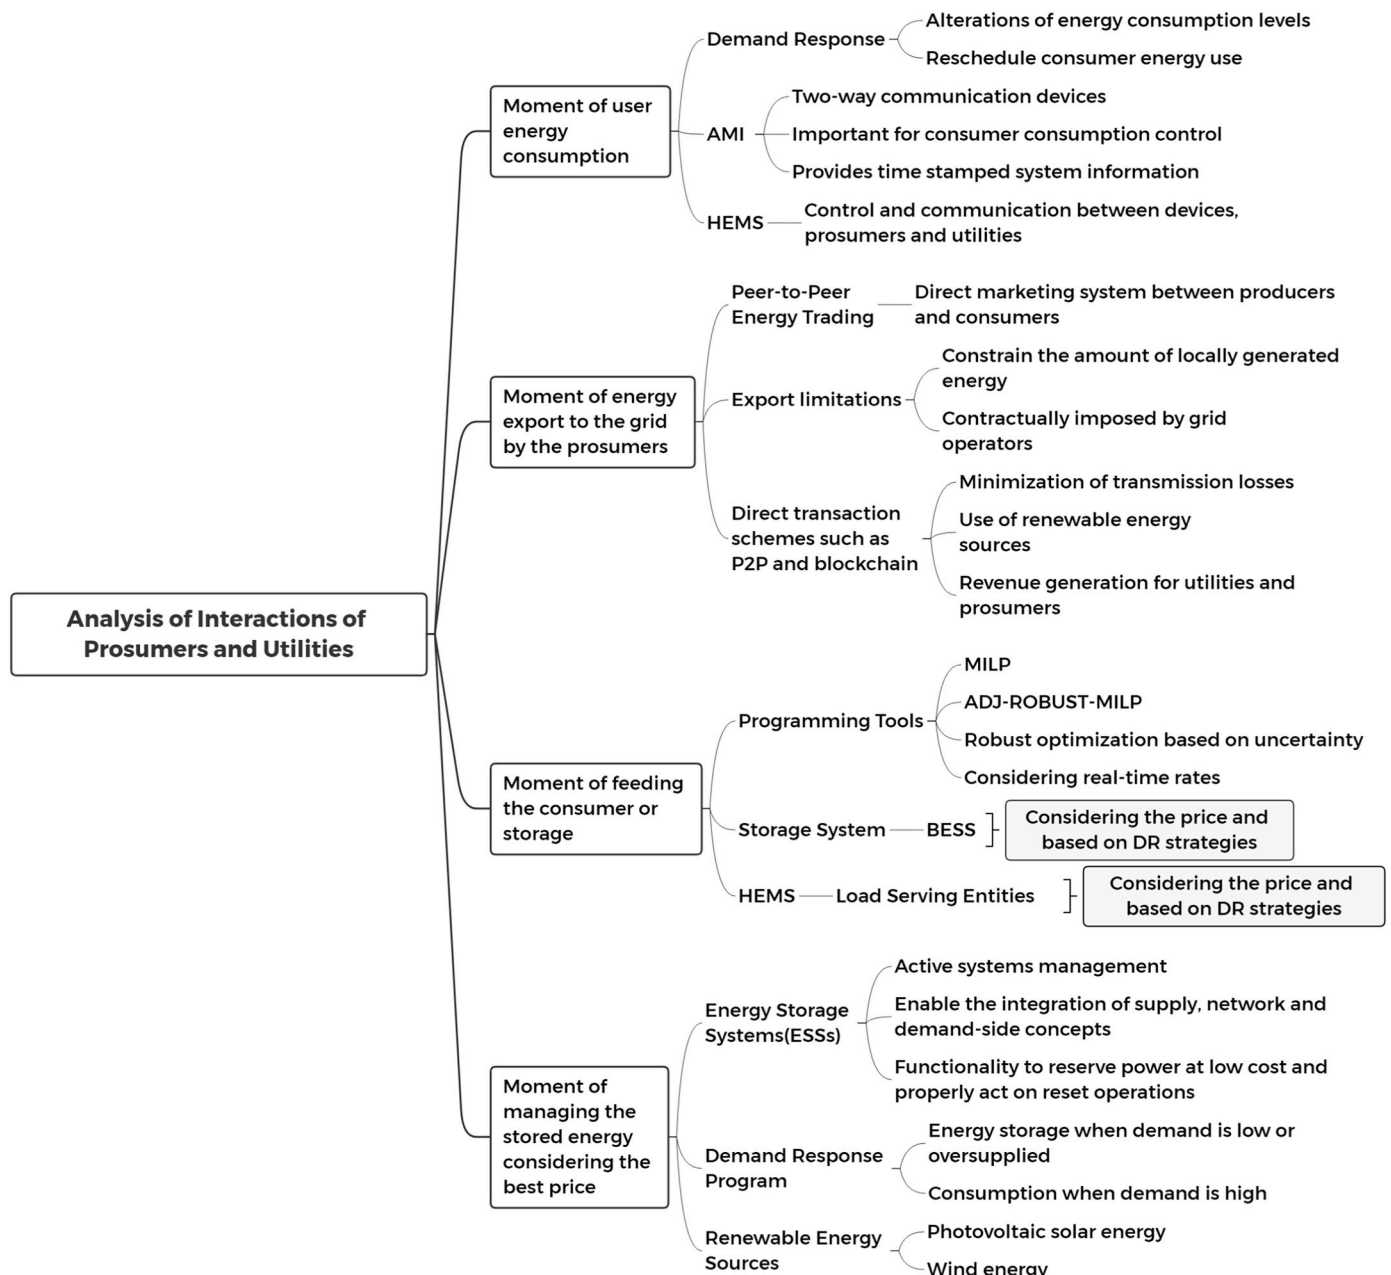 Analysis of Interactions of
Prosumers and Utilities
Moment of user
energy
consumption
Demand Response
Alterations of energy consumption levels
Reschedule consumer energy use
AMI
Two-way communication devices
Important for consumer consumption control
Provides time stamped system information
HEMS
Control and communication between devices,
prosumers and utilities
Moment of energy
export to the grid
by the prosumers
Peer-to-Peer
Energy Trading
Direct marketing system between producers
and consumers
Export limitations
Constrain the amount of locally generated
energy
Contractually imposed by grid
operators
Direct transaction
schemes such as
P2P and blockchain
Minimization of transmission losses
Use of renewable energy
sources
Revenue generation for utilities and
prosumers
Moment of feeding
the consumer or
storage
Programming Tools
MILP
ADJ-ROBUST-MILP
Robust optimization based on uncertainty
Considering real-time rates
Storage System
BESS
Considering the price and
based on DR strategies
HEMS
Load Serving Entities
Considering the price and
based on DR strategies
Moment of
managing the
stored energy
considering the
best price
Energy Storage
Systems(ESSs)
Active systems management
Enable the integration of supply, network and
demand-side concepts
Functionality to reserve power at low cost and
properly act on reset operations
Demand Response
Program
Energy storage when demand is low or
oversupplied
Consumption when demand is high
Renewable Energy
Sources
Photovoltaic solar energy
Wind energy